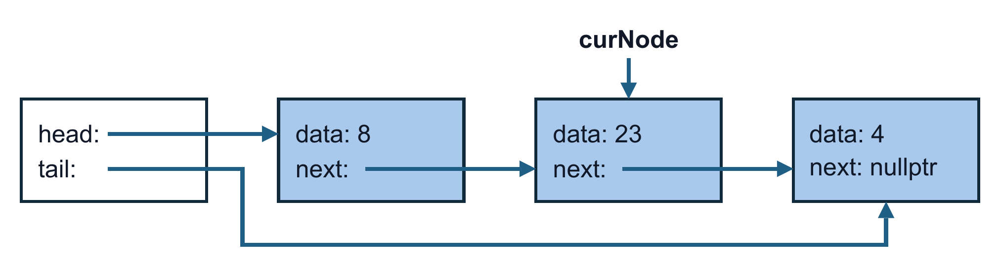 curNode
head:
tail:
data: 8
next:
data: 23
next:
data: 4
next: nullptr